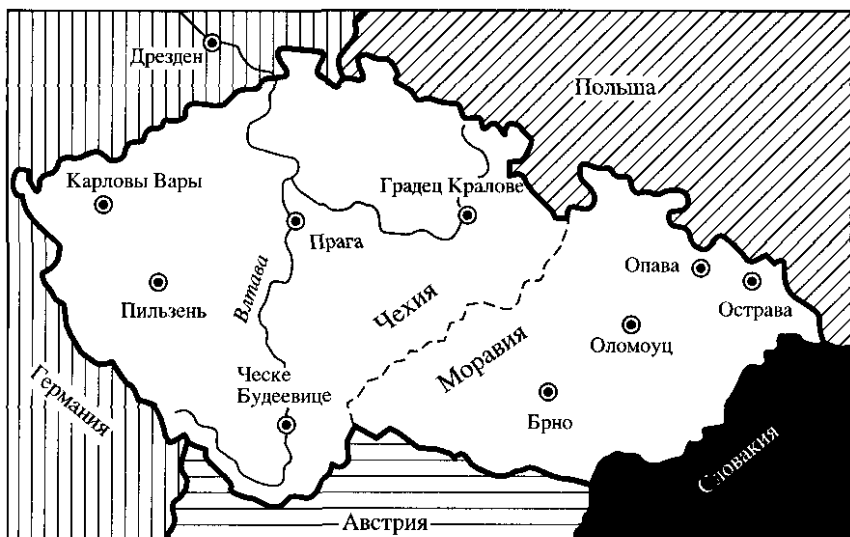 Дрезден
Польша
Карловы Вары
Градец Кралове
Прага
Опава
Острава
Пильзень
Влтава
Чехия
Оломоуц
Моравия
Ческе
Будеевице
Германия
Брно
Словакия
Австрия